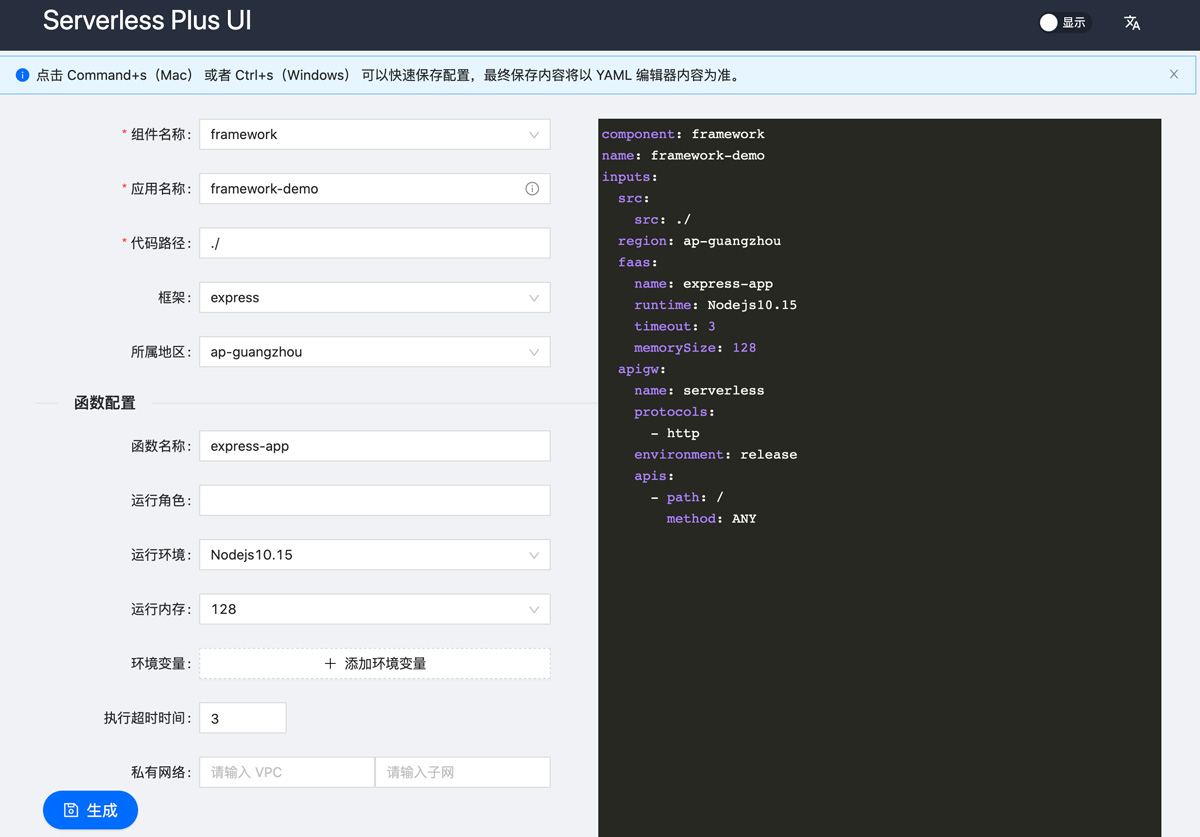 Serverless Plus UI
显示
点击 Command+s（Mac） 或者 Ctrl+s（Windows） 可以快速保存配置，最终保存内容将以 YAML 编辑器内容为准。
* 组件名称: framework
* 应用名称: framework-demo
* 代码路径: ./
框架: express
所属地区: ap-guangzhou
函数配置
函数名称: express-app
运行角色:
运行环境: Nodejs10.15
运行内存: 128
环境变量: + 添加环境变量
执行超时时间: 3
私有网络: 请输入 VPC 请输入子网
生成
component: framework
name: framework-demo
inputs:
  src:
    src: ./
  region: ap-guangzhou
  faas:
    name: express-app
    runtime: Nodejs10.15
    timeout: 3
    memorySize: 128
  apigw:
    name: serverless
    protocols:
      - http
    environment: release
    apis:
      - path: /
        method: ANY